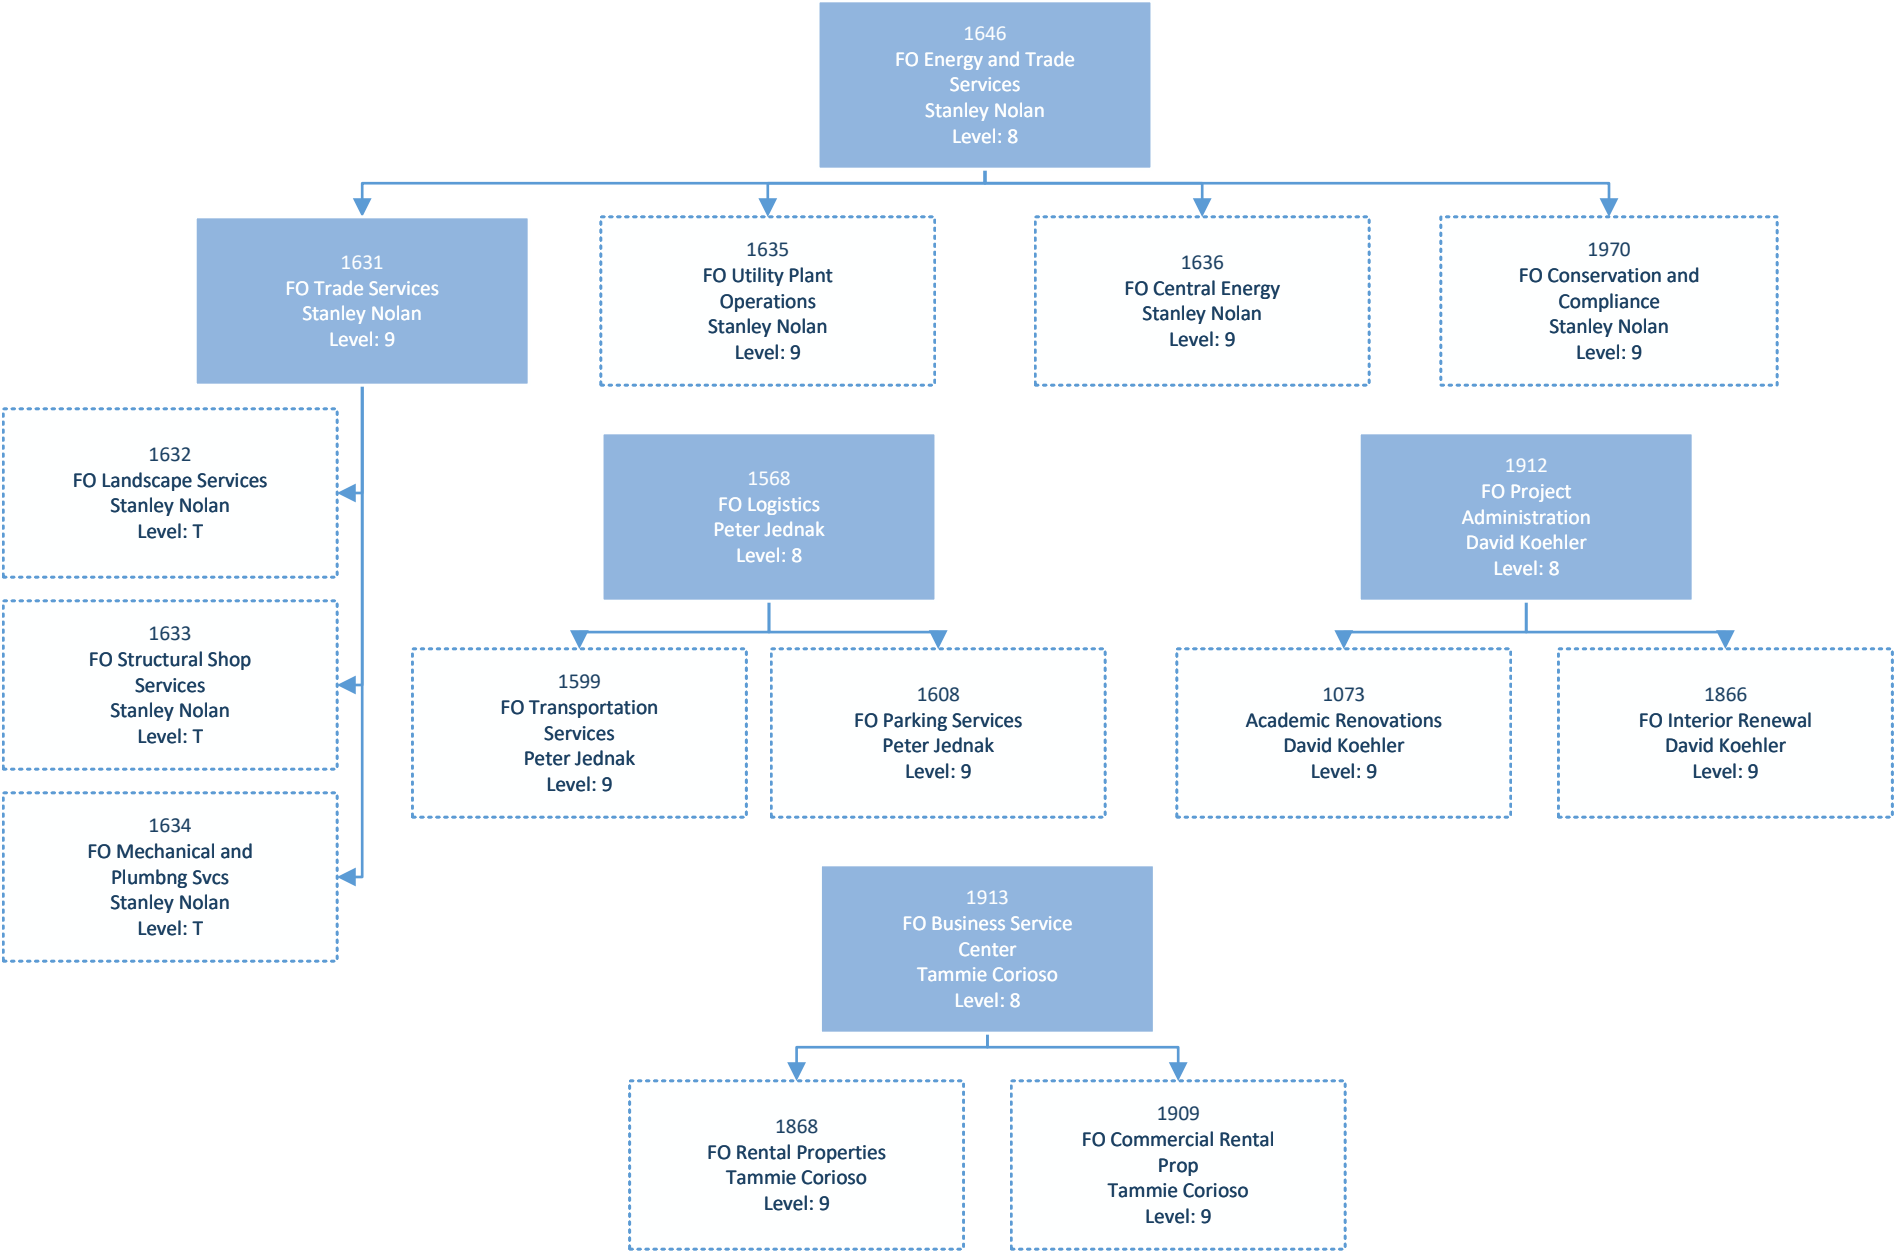 1646
FO Energy and Trade
Services
Stanley Nolan
Level: 8
1631
FO Trade Services
Stanley Nolan
Level: 9
1635
FO Utility Plant
Operations
Stanley Nolan
Level: 9
1636
FO Central Energy
Stanley Nolan
Level: 9
1970
FO Conservation and
Compliance
Stanley Nolan
Level: 9
1632
FO Landscape Services
Stanley Nolan
Level: T
1633
FO Structural Shop
Services
Stanley Nolan
Level: T
1634
FO Mechanical and
Plumbng Svcs
Stanley Nolan
Level: T
1568
FO Logistics
Peter Jednak
Level: 8
1599
FO Transportation
Services
Peter Jednak
Level: 9
1608
FO Parking Services
Peter Jednak
Level: 9
1912
FO Project
Administration
David Koehler
Level: 8
1073
Academic Renovations
David Koehler
Level: 9
1866
FO Interior Renewal
David Koehler
Level: 9
1913
FO Business Service
Center
Tammie Corioso
Level: 8
1868
FO Rental Properties
Tammie Corioso
Level: 9
1909
FO Commercial Rental
Prop
Tammie Corioso
Level: 9